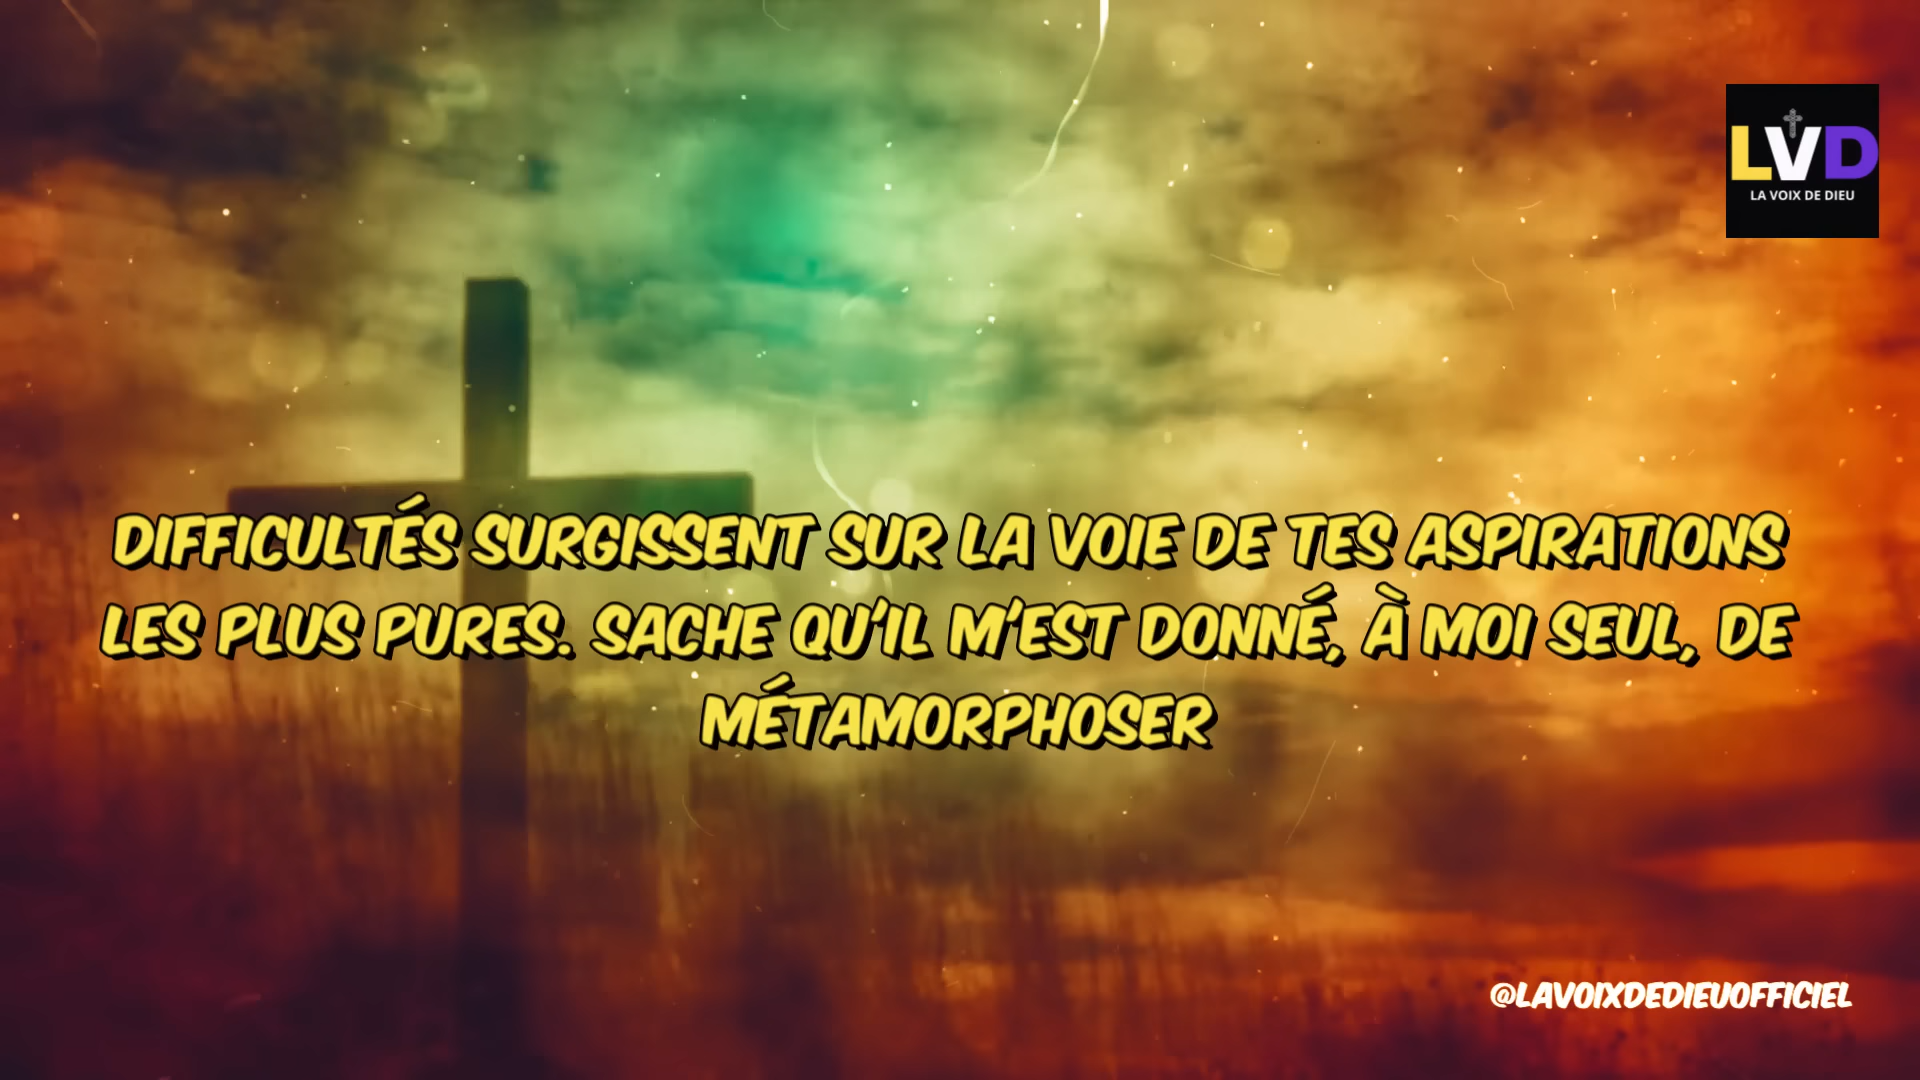 LVD
LA VOIX DE DIEU
DIFFICULTÉS SURGISSENT SUR LA VOIE DE TES ASPIRATIONS
LES PLUS PURES. SACHE QU'IL M'EST DONNÉ, À MOI SEUL, DE
MÉTAMORPHOSER
@LAVOIXDEDIEUOFFICIEL